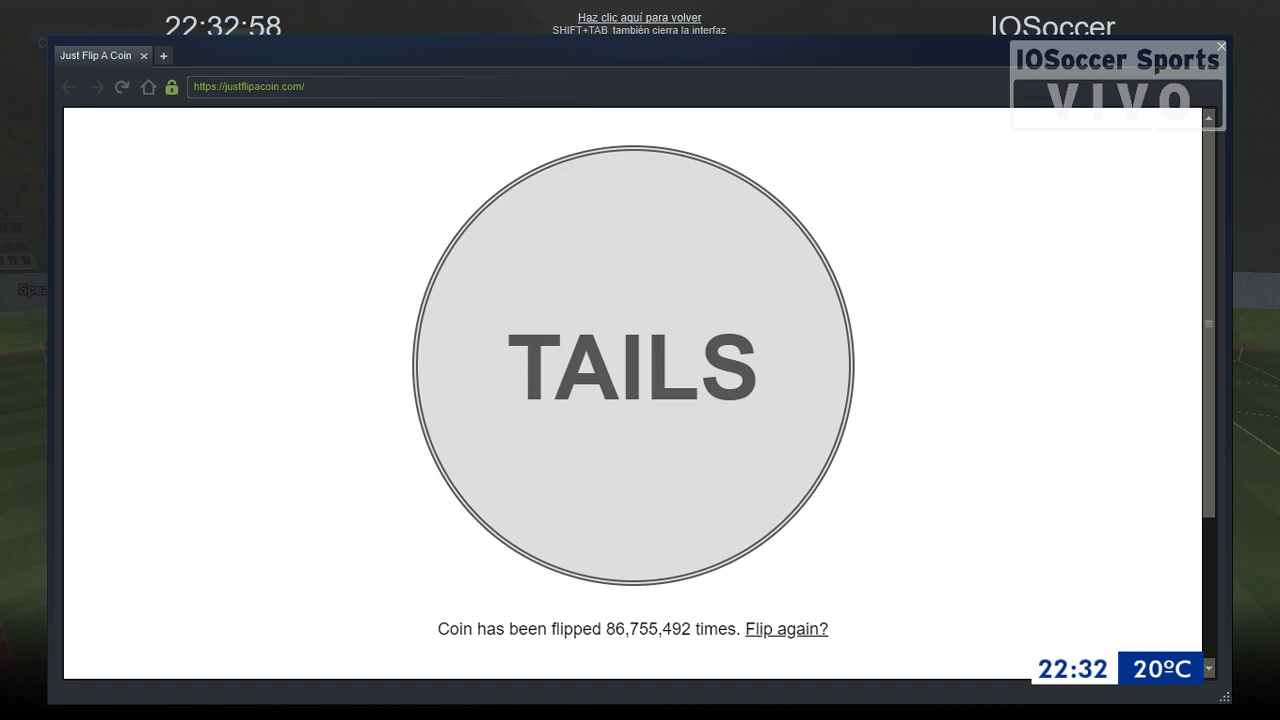 22:32:58
Haz clic aquí para volver
SHIFT+TAB también cierra la interfaz
IOSoccer
Just Flip A Coin
IOSoccer Sports
VIVO
https://justflipacoin.com/
TAILS
Coin has been flipped 86,755,492 times. Flip again?
22:32 20ºC